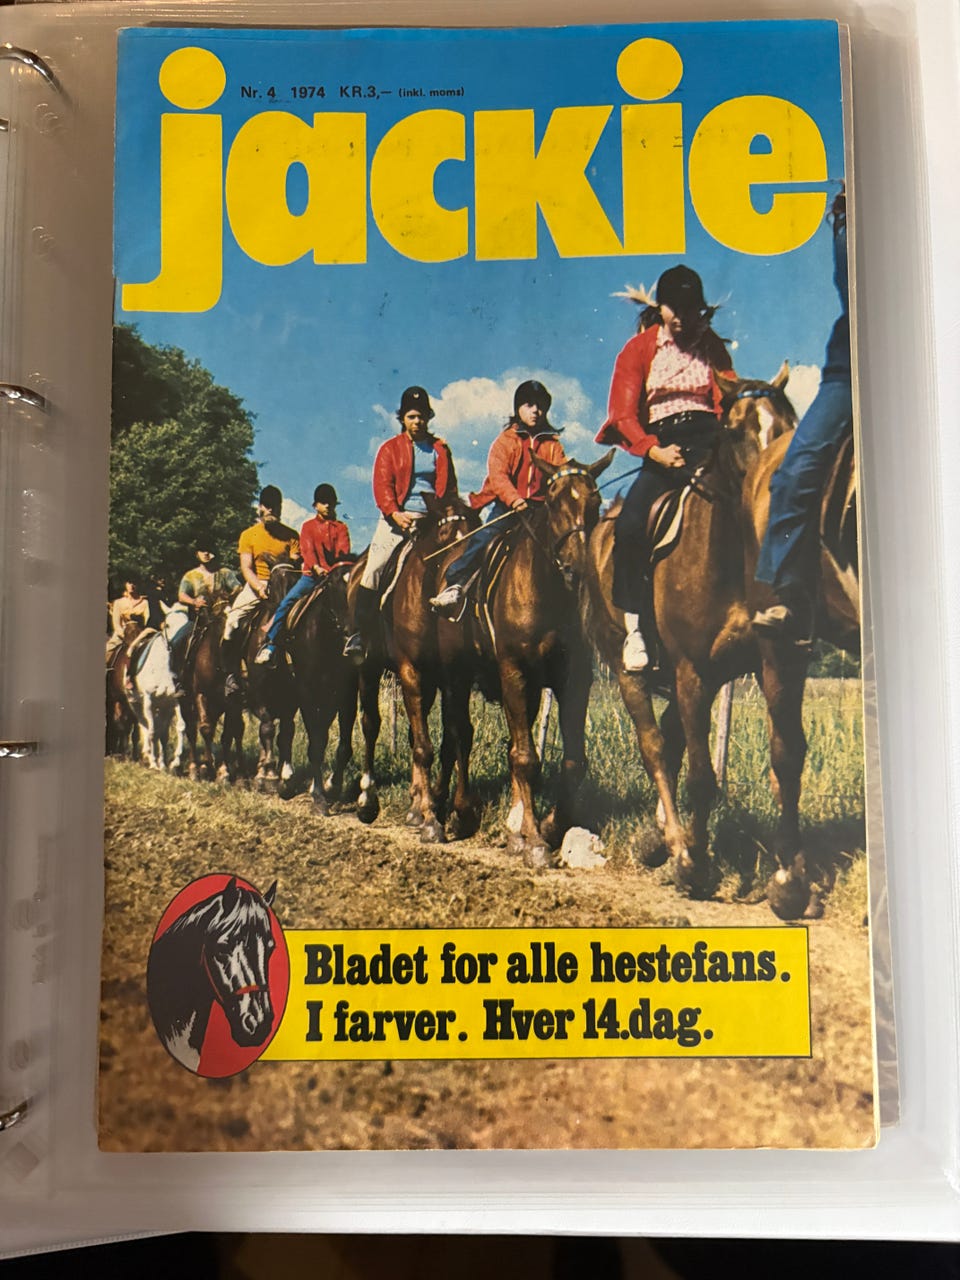 Nr. 4 1974 KR.3,– (inkl. moms)
jackie
Bladet for alle hestefans.
I farver. Hver 14.dag.